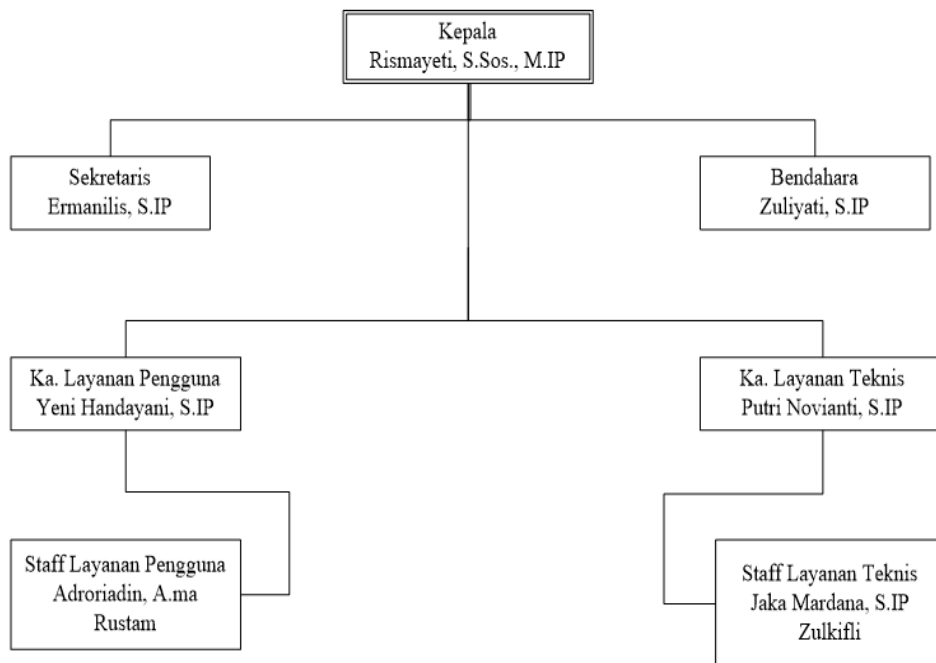 Kepala
Rismayeti, S.Sos., M.IP
Sekretaris
Ermanilis, S.IP
Bendahara
Zuliyati, S.IP
Ka. Layanan Pengguna
Yeni Handayani, S.IP
Ka. Layanan Teknis
Putri Novianti, S.IP
Staff Layanan Pengguna
Adroriadin, A.ma
Rustam
Staff Layanan Teknis
Jaka Mardana, S.IP
Zulkifli